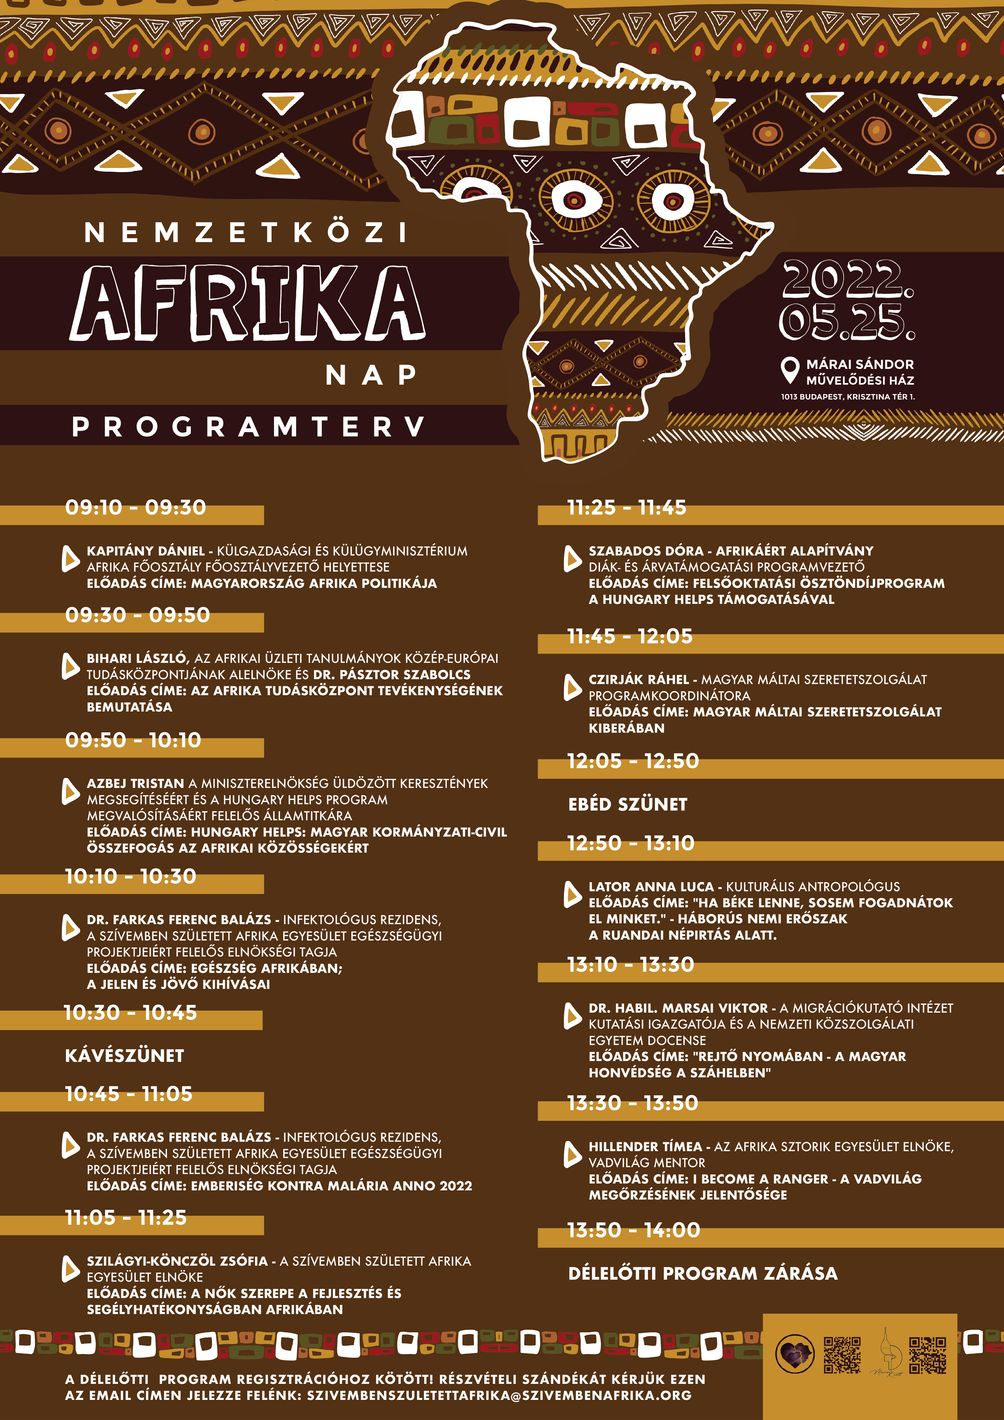 NEMZETKÖZI
AFRIKA
NAP
PROGRAMTERV
2022.
05.25.
MÁRAI SÁNDOR
MŰVELŐDÉSI HÁZ
1013 BUDAPEST, KRISZTINA TÉR 1.
09:10 - 09:30
KAPITÁNY DÁNIEL - KÜLGAZDASÁGI ÉS KÜLÜGYMINISZTÉRIUM
AFRIKA FŐOSZTÁLY FŐOSZTÁLYVEZETŐ HELYETTESE
ELŐADÁS CÍME: MAGYARORSZÁG AFRIKA POLITIKÁJA
09:30 - 09:50
BIHARI LÁSZLÓ, AZ AFRIKAI ÜZLETI TANULMÁNYOK KÖZÉP-EURÓPAI
TUDÁSKÖZPONTJÁNAK ALELNÖKE ÉS DR. PÁSZTOR SZABOLCS
ELŐADÁS CÍME: AZ AFRIKA TUDÁSKÖZPONT TEVÉKENYSÉGÉNEK
BEMUTATÁSA
09:50 - 10:10
AZBEJ TRISTAN A MINISZTERELNÖKSÉG ÜLDÖZÖTT KERESZTÉNYEK
MEGSEGÍTÉSÉÉRT ÉS A HUNGARY HELPS PROGRAM
MEGVALÓSÍTÁSÁÉRT FELELŐS ÁLLAMTITKÁRA
ELŐADÁS CÍME: HUNGARY HELPS: MAGYAR KORMÁNYZATI-CIVIL
ÖSSZEFOGÁS AZ AFRIKAI KÖZÖSSÉGEKÉRT
10:10 - 10:30
DR. FARKAS FERENC BALÁZS - INFEKTOLÓGUS REZIDENS,
A SZÍVEMBEN SZÜLETETT AFRIKA EGYESÜLET EGÉSZSÉGÜGYI
PROJEKTJEIÉRT FELELŐS ELNÖKSÉGI TAGJA
ELŐADÁS CÍME: EGÉSZSÉG AFRIKÁBAN;
A JELEN ÉS JÖVŐ KIHÍVÁSAI
10:30 - 10:45
KÁVÉSZÜNET
10:45 - 11:05
DR. FARKAS FERENC BALÁZS - INFEKTOLÓGUS REZIDENS,
A SZÍVEMBEN SZÜLETETT AFRIKA EGYESÜLET EGÉSZSÉGÜGYI
PROJEKTJEIÉRT FELELŐS ELNÖKSÉGI TAGJA
ELŐADÁS CÍME: EMBERISÉG KONTRA MALÁRIA ANNO 2022
11:05 - 11:25
SZILÁGYI-KÖNCZÖL ZSÓFIA - A SZÍVEMBEN SZÜLETETT AFRIKA
EGYESÜLET ELNÖKE
ELŐADÁS CÍME: A NŐK SZEREPE A FEJLESZTÉS ÉS
SEGÉLYHATÉKONYSÁGBAN AFRIKÁBAN
11:25 - 11:45
SZABADOS DÓRA - AFRIKÁÉRT ALAPÍTVÁNY
DIÁK- ÉS ÁRVATÁMOGATÁSI PROGRAMVEZETŐ
ELŐADÁS CÍME: FELSŐOKTATÁSI ÖSZTÖNDÍJPROGRAM
A HUNGARY HELPS TÁMOGATÁSÁVAL
11:45 - 12:05
CZIRJÁK RÁHEL - MAGYAR MÁLTAI SZERETETSZOLGÁLAT
PROGRAMKOORDINÁTORA
ELŐADÁS CÍME: MAGYAR MÁLTAI SZERETETSZOLGÁLAT
KIBERÁBAN
12:05 - 12:50
EBÉD SZÜNET
12:50 - 13:10
LATOR ANNA LUCA - KULTURÁLIS ANTROPOLÓGUS
ELŐADÁS CÍME: "HA BÉKE LENNE, SOSEM FOGADNÁTOK
EL MINKET." - HÁBORÚS NEMI ERŐSZAK
A RUANDAI NÉPIRTÁS ALATT.
13:10 - 13:30
DR. HABIL. MARSAI VIKTOR - A MIGRÁCIÓKUTATÓ INTÉZET
KUTATÁSI IGAZGATÓJA ÉS A NEMZETI KÖZSZOLGÁLATI
EGYETEM DOCENSE
ELŐADÁS CÍME: "REJTŐ NYOMÁBAN - A MAGYAR
HONVÉDSÉG A SZÁHELBEN"
13:30 - 13:50
HILLENDER TÍMEA - AZ AFRIKA SZTORIK EGYESÜLET ELNÖKE,
VADVILÁG MENTOR
ELŐADÁS CÍME: I BECOME A RANGER - A VADVILÁG
MEGŐRZÉSÉNEK JELENTŐSÉGE
13:50 - 14:00
DÉLELŐTTI PROGRAM ZÁRÁSA
A DÉLELŐTTI PROGRAM REGISZTRÁCIÓHOZ KÖTÖTT! RÉSZVÉTELI SZÁNDÉKÁT KÉRJÜK EZEN
AZ EMAIL CÍMEN JELEZZE FELÉNK: SZIVEMBENSZULETETTAFRIKA@SZIVEMBENAFRIKA.ORG